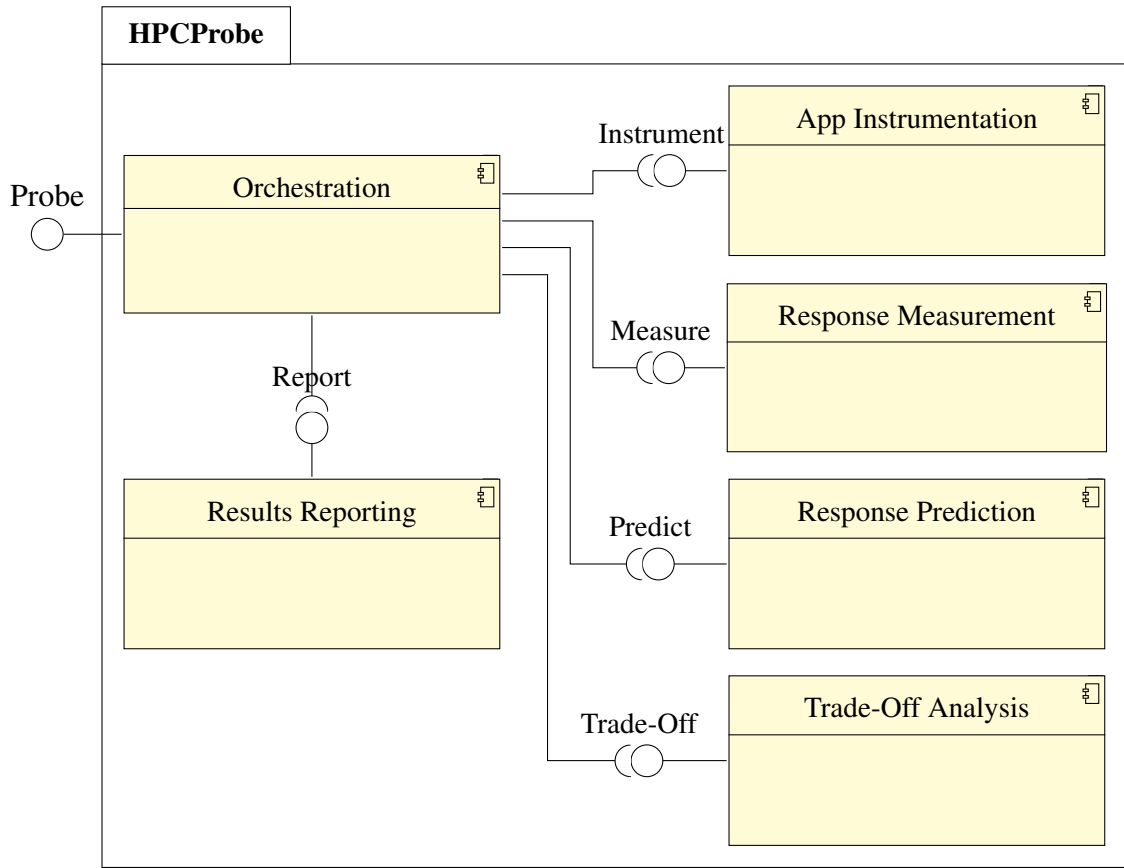 HPCProbe
App Instrumentation
Instrument
Orchestration
Probe
Response Measurement
Measure
Report
Results Reporting
Response Prediction
Predict
Trade-Off Analysis
Trade-Off